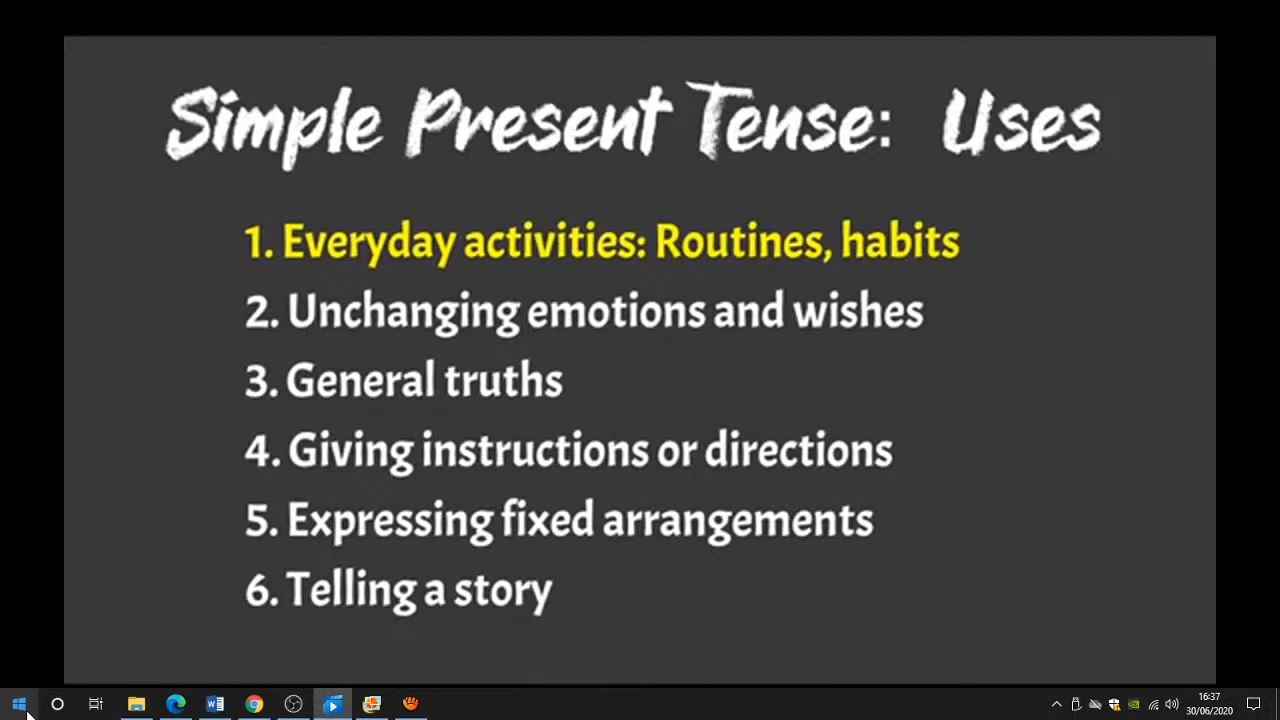 Simple Present Tense: Uses
1. Everyday activities: Routines, habits
2. Unchanging emotions and wishes
3. General truths
4. Giving instructions or directions
5. Expressing fixed arrangements
6. Telling a story
16:37
30/06/2020